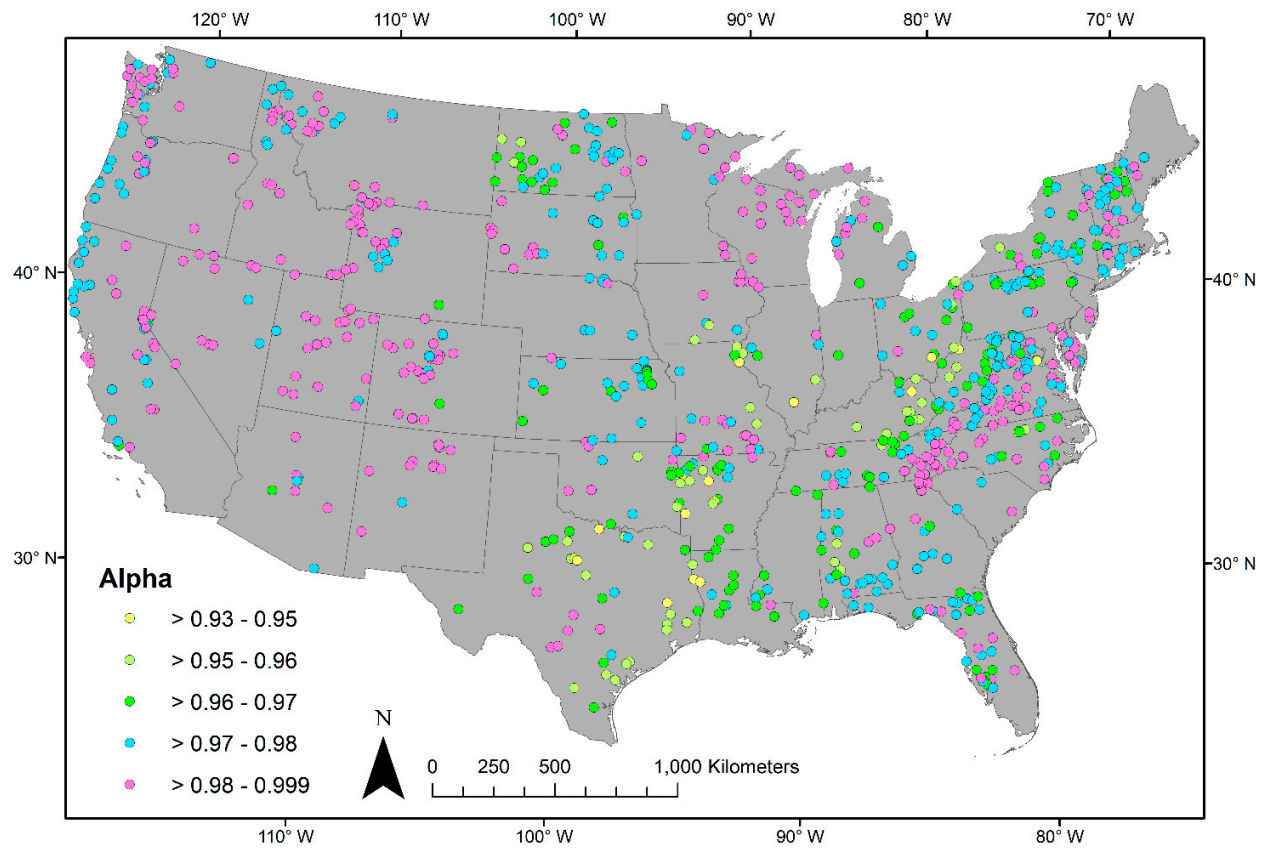 120° W 110° W 100° W 90° W 80° W 70° W
40° N 40° N
30° N 30° N
Alpha
> 0.93 - 0.95
> 0.95 - 0.96
> 0.96 - 0.97
> 0.97 - 0.98
> 0.98 - 0.999
N
0 250 500 1,000 Kilometers
110° W 100° W 90° W 80° W